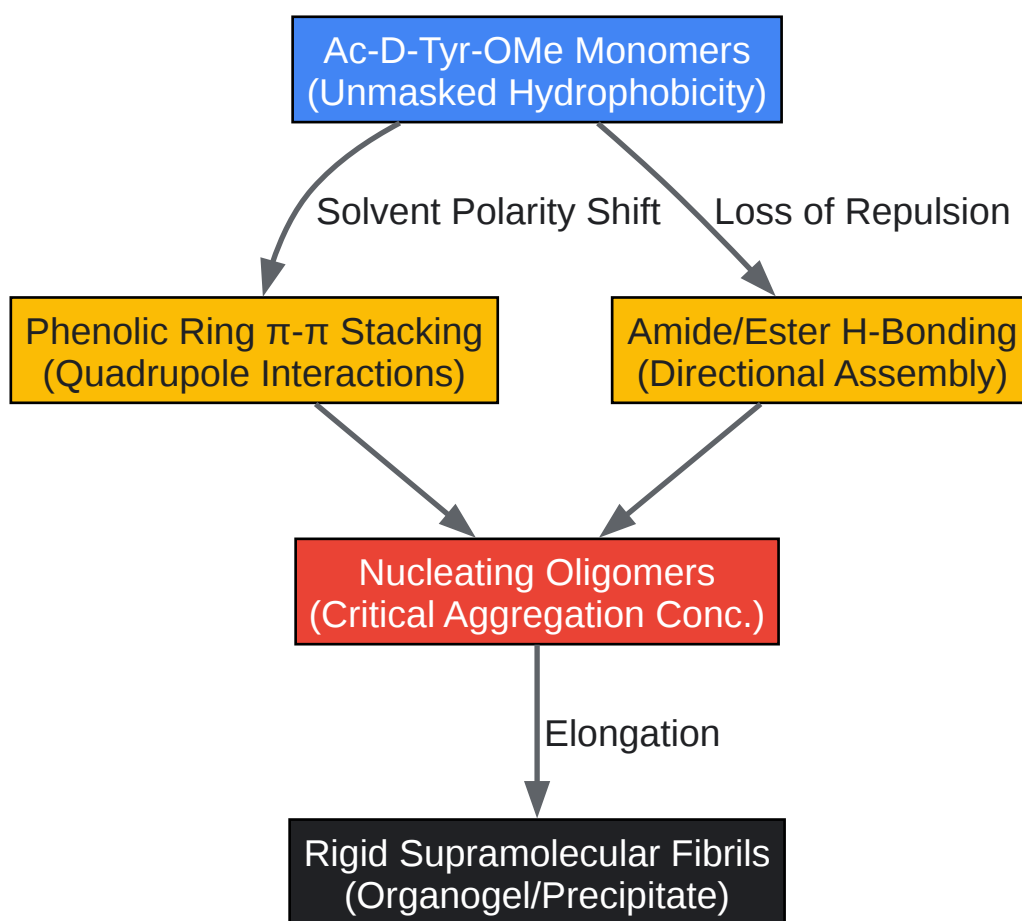 Ac-D-Tyr-OMe Monomers
(Unmasked Hydrophobicity)
Solvent Polarity Shift
Loss of Repulsion
Phenolic Ring π-π Stacking
(Quadrupole Interactions)
Amide/Ester H-Bonding
(Directional Assembly)
Nucleating Oligomers
(Critical Aggregation Conc.)
Elongation
Rigid Supramolecular Fibrils
(Organogel/Precipitate)